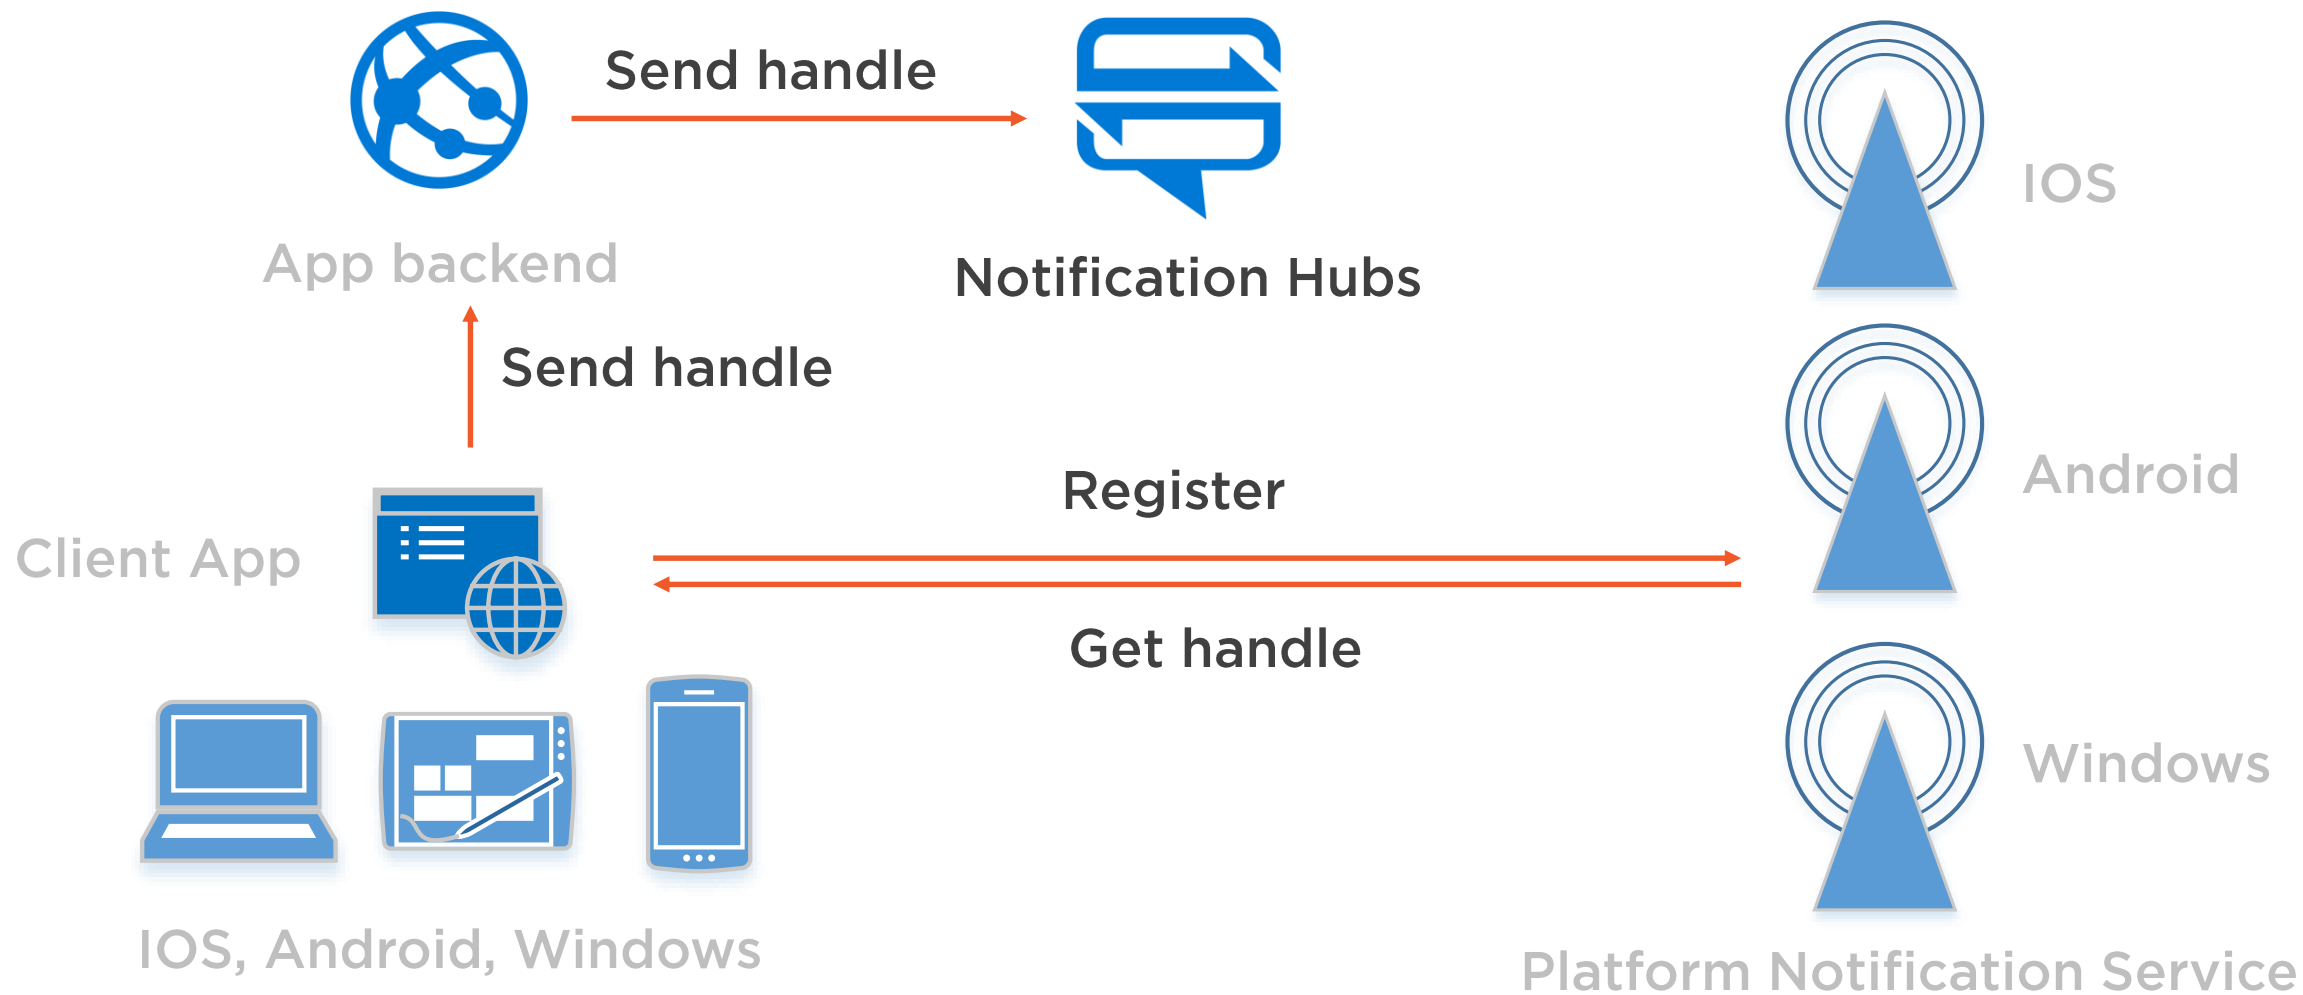 Send handle
IOS
App backend
Notification Hubs
Send handle
Register
Android
Client App
Get handle
Windows
IOS, Android, Windows
Platform Notification Service